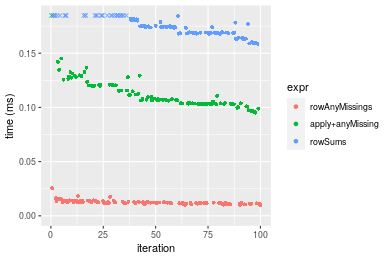 0.15
0.10
0.05
0.00
time (ms)
0
25
50
75
100
iteration
expr
rowAnyMissings
apply+anyMissing
rowSums